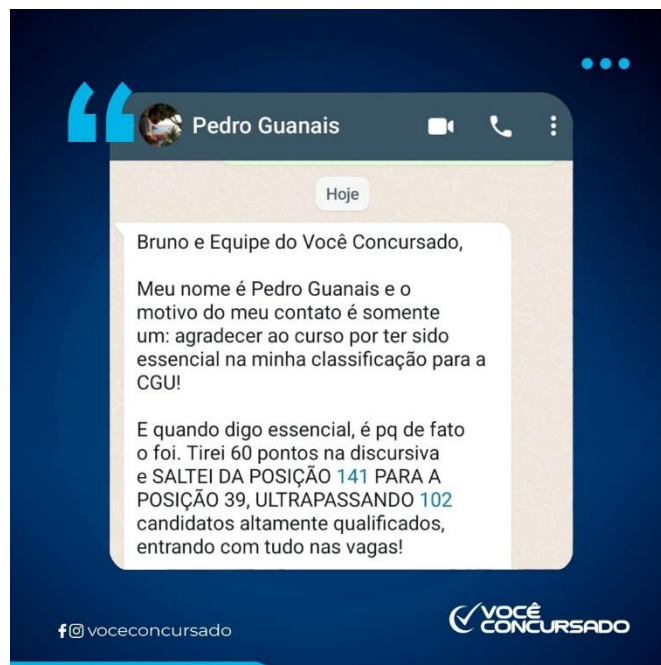 Pedro Guanais
Hoje
Bruno e Equipe do Você Concursado,
Meu nome é Pedro Guanais e o
motivo do meu contato é somente
um: agradecer ao curso por ter sido
essencial na minha classificação para a
CGU!
E quando digo essencial, é pq de fato
o foi. Tirei 60 pontos na discursiva
e SALTEI DA POSIÇÃO 141 PARA A
POSIÇÃO 39, ULTRAPASSANDO 102
candidatos altamente qualificados,
entrando com tudo nas vagas!
voceconcursado
VOCÊ
CONCURSADO